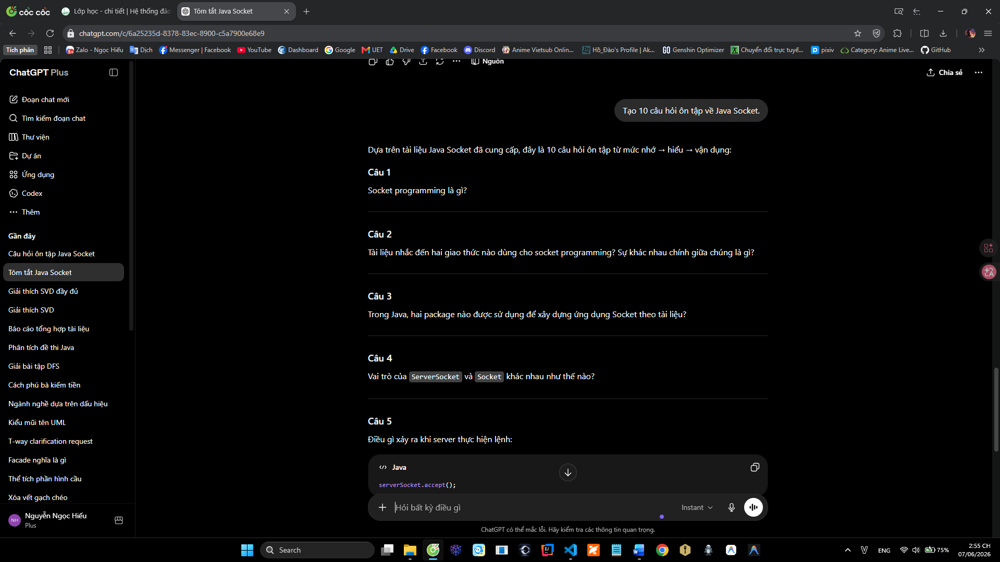 cốc cốc
Lớp học - chi tiết | Hệ thống đào
Tóm tắt Java Socket
chatgpt.com/c/6a25235d-8378-83ec-8900-c5a7900e68e9
Tích phân
Zalo - Ngọc Hiếu
Dịch
Messenger | Facebook
YouTube
Dashboard
Google
UET
Drive
Facebook
Discord
Anime Vietsub Onlin...
Hồ_Đào's Profile | Ak...
Genshin Optimizer
Chuyển đổi trực tuyế...
pixiv
Category: Anime Live...
GitHub
ChatGPT Plus
Đoạn chat mới
Tìm kiếm đoạn chat
Thư viện
Dự án
Ứng dụng
Codex
Thêm
Gần đây
Câu hỏi ôn tập Java Socket
Tóm tắt Java Socket
Giải thích SVD đầy đủ
Giải thích SVD
Báo cáo tổng hợp tài liệu
Phân tích đề thi Java
Giải bài tập DFS
Cách phú bà kiếm tiền
Ngành nghề dựa trên dấu hiệu
Kiểu mũi tên UML
T-way clarification request
Facade nghĩa là gì
Thể tích phần hình cầu
Xóa vết gạch chéo
NH
Nguyễn Ngọc Hiếu
Plus
Nguồn
Chia sẻ
Tạo 10 câu hỏi ôn tập về Java Socket.
Dựa trên tài liệu Java Socket đã cung cấp, đây là 10 câu hỏi ôn tập từ mức nhớ → hiểu → vận dụng:
Câu 1
Socket programming là gì?
Câu 2
Tài liệu nhắc đến hai giao thức nào dùng cho socket programming? Sự khác nhau chính giữa chúng là gì?
Câu 3
Trong Java, hai package nào được sử dụng để xây dựng ứng dụng Socket theo tài liệu?
Câu 4
Vai trò của ServerSocket và Socket khác nhau như thế nào?
Câu 5
Điều gì xảy ra khi server thực hiện lệnh:
Java
serverSocket.accept();
Hỏi bất kỳ điều gì
Instant
ChatGPT có thể mắc lỗi. Hãy kiểm tra các thông tin quan trọng.
Search
ENG
75%
2:55 CH
07/06/2026